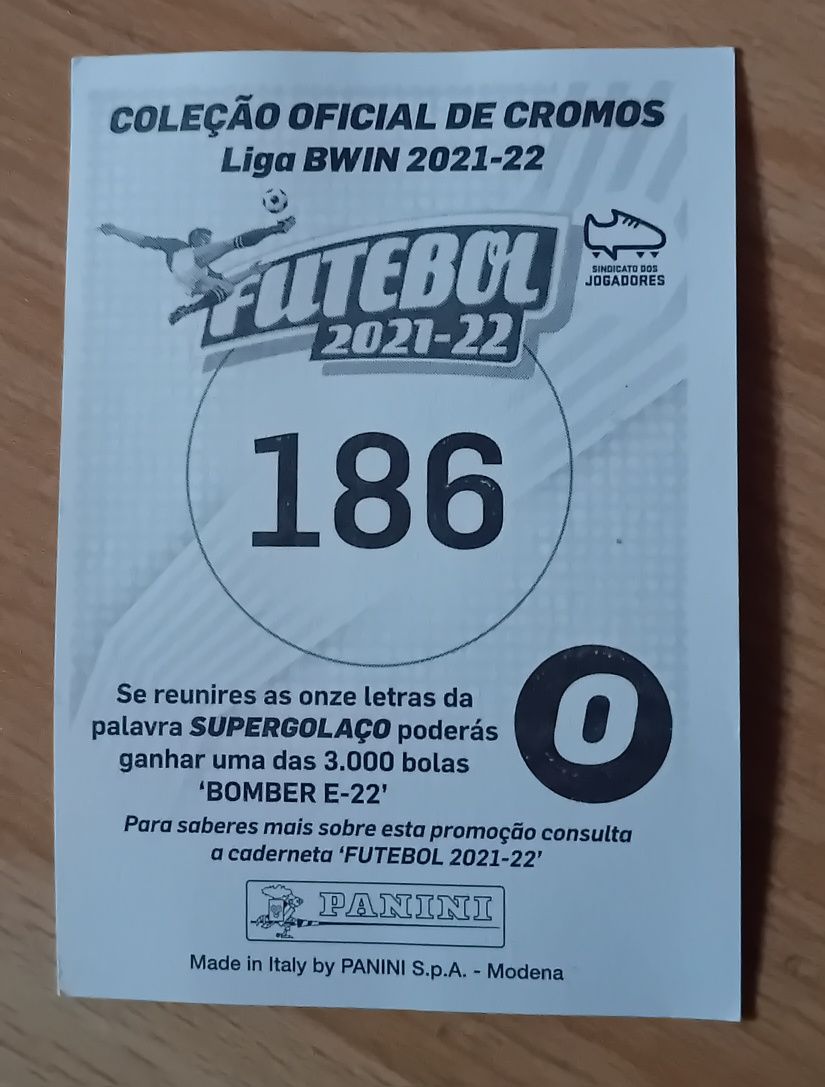 COLEÇÃO OFICIAL DE CROMOS
Liga BWIN 2021-22
FUTEBOL
2021-22
SINDICATO DOS
JOGADORES
186
Se reunires as onze letras da
palavra SUPERGOLAÇO poderás
ganhar uma das 3.000 bolas
‘BOMBER E-22’
O
Para saberes mais sobre esta promoção consulta
a caderneta ‘FUTEBOL 2021-22’
PANINI
Made in Italy by PANINI S.p.A. - Modena